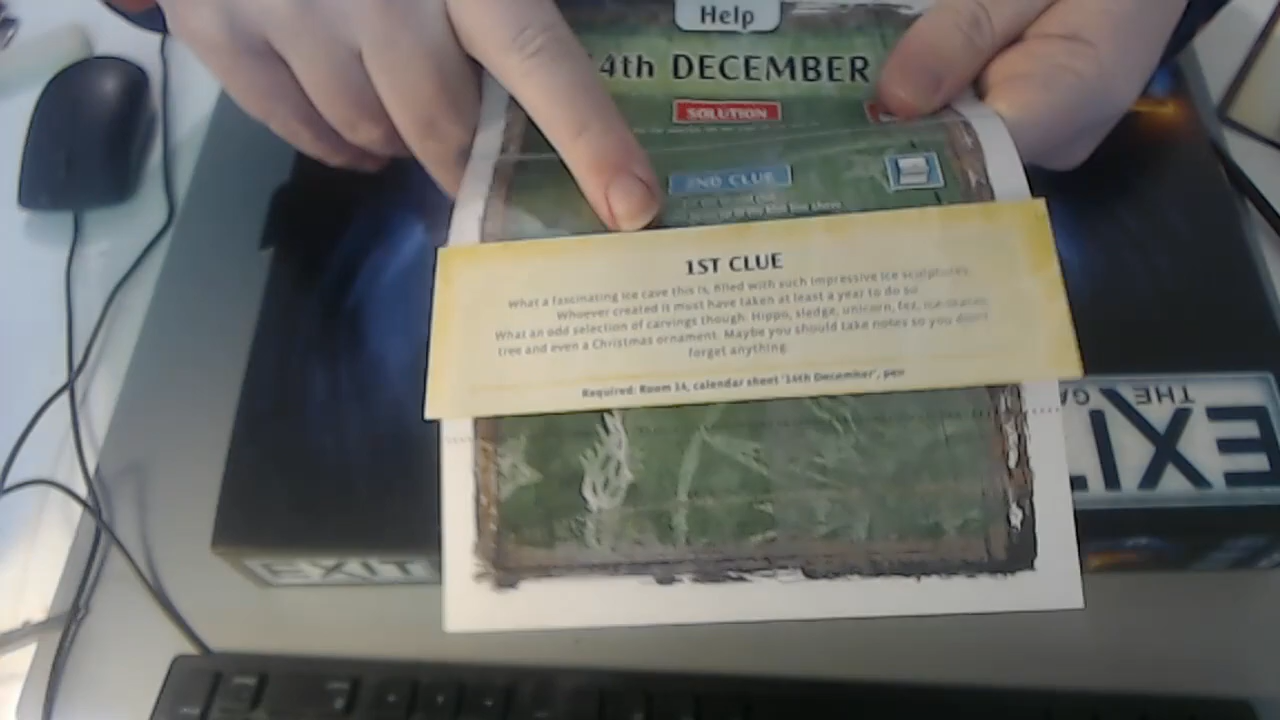 Help
4th DECEMBER
SOLUTION
2ND CLUE
1ST CLUE
What a fascinating ice cave this is, filled with such impressive ice sculptures.
Whoever created is must have taken at least a year to do so.
What an odd selection of carvings though: Hippo, sledge, unicorn, fez, ice-skates,
tree and even a Christmas ornament. Maybe you should take notes so you don't
forget anything.
Required: Room 14, calendar sheet '14th December', pen
EXIT
THE GA
EXIT